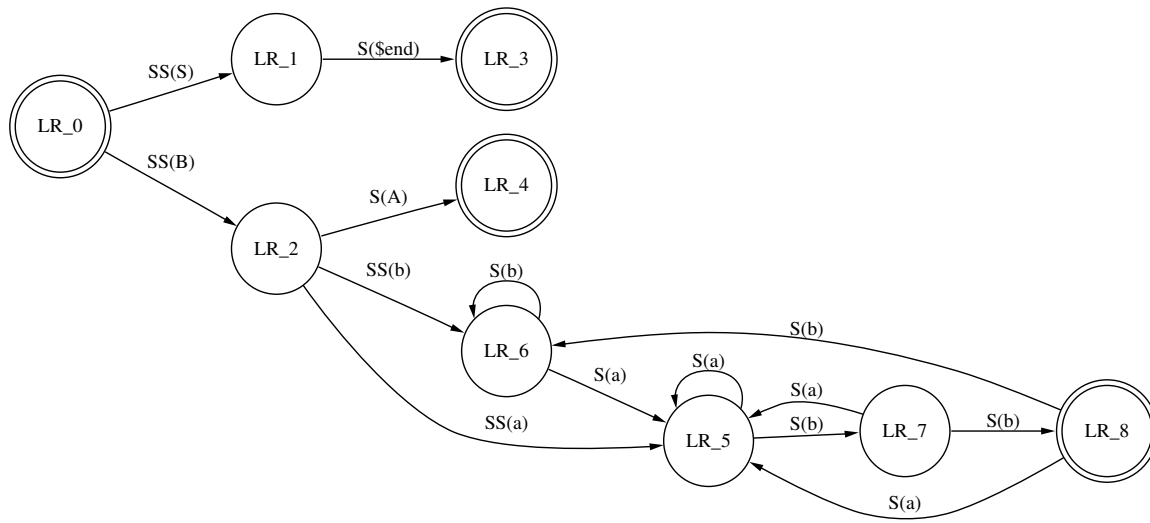 LR_0
SS(S)
LR_1
S($end)
LR_3
SS(B)
LR_2
S(A)
LR_4
SS(b)
S(b)
LR_6
SS(a)
S(a)
S(a)
LR_5
S(b)
S(a)
LR_7
S(b)
S(b)
LR_8
S(a)